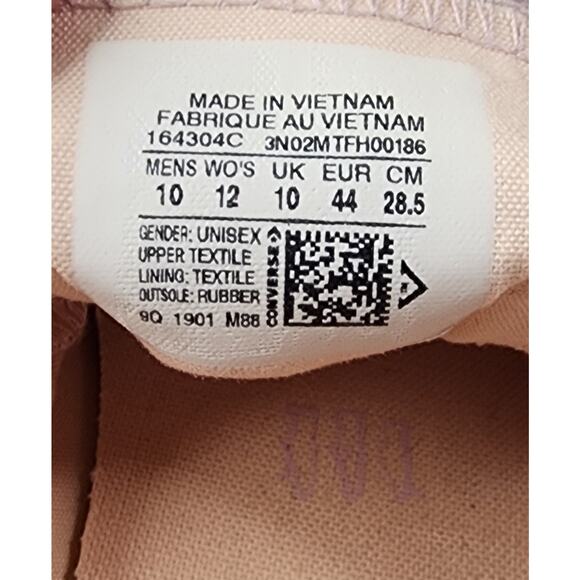 MADE IN VIETNAM
FABRIQUE AU VIETNAM
164304C 3N02MTFH00186
MENS WO'S UK EUR CM
10 12 10 44 28.5
GENDER: UNISEX
UPPER TEXTILE
LINING: TEXTILE
OUTSOLE: RUBBER
9Q 1901 M88
CONVERSE